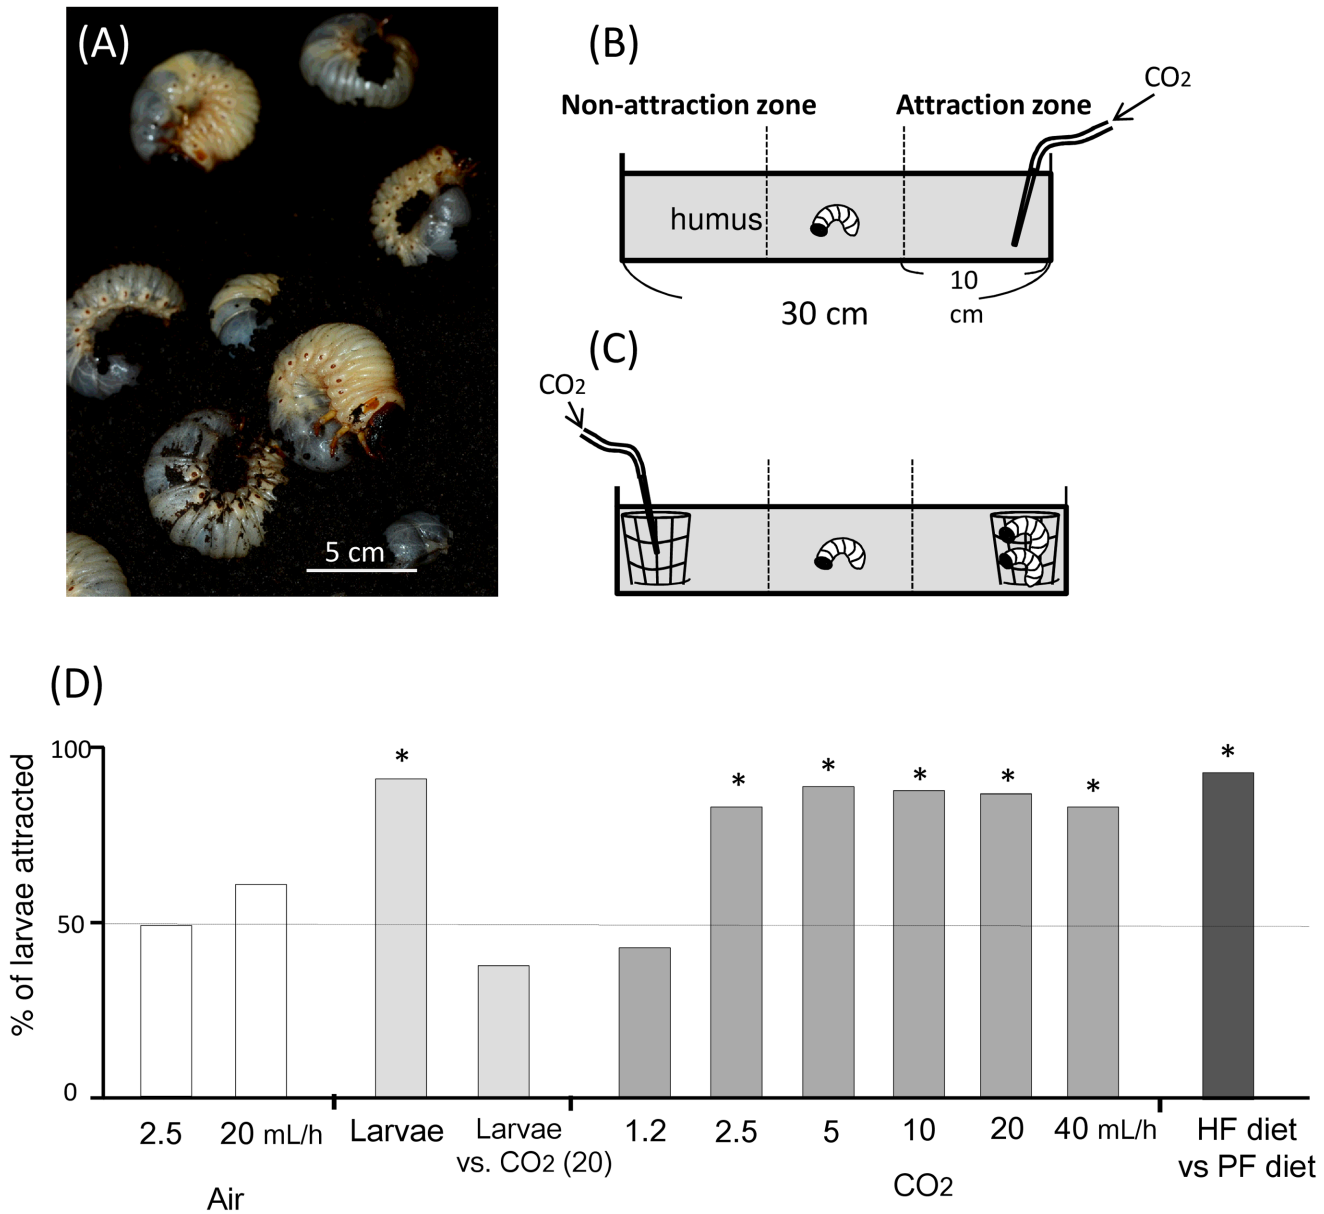 (A)
5 cm
(B)
CO2
Non-attraction zone
Attraction zone
humus
10
cm
30 cm
(C)
CO2
(D)
% of larvae attracted
100
50
0
*
*
*
*
*
*
*
2.5
20 mL/h
Larvae
Larvae
vs. CO2 (20)
1.2
2.5
5
10
20
40 mL/h
HF diet
vs PF diet
Air
CO2